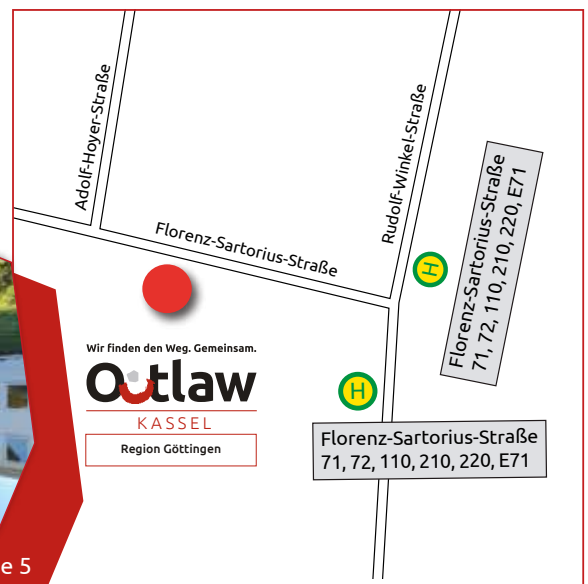 Adolf-Hoyer-Straße
Rudolf-Winkel-Straße
Florenz-Sartorius-Straße
H
Florenz-Sartorius-Straße
71, 72, 110, 210, 220, E71
Wir finden den Weg. Gemeinsam.
Outlaw
KASSEL
Region Göttingen
H
Florenz-Sartorius-Straße
71, 72, 110, 210, 220, E71
e 5